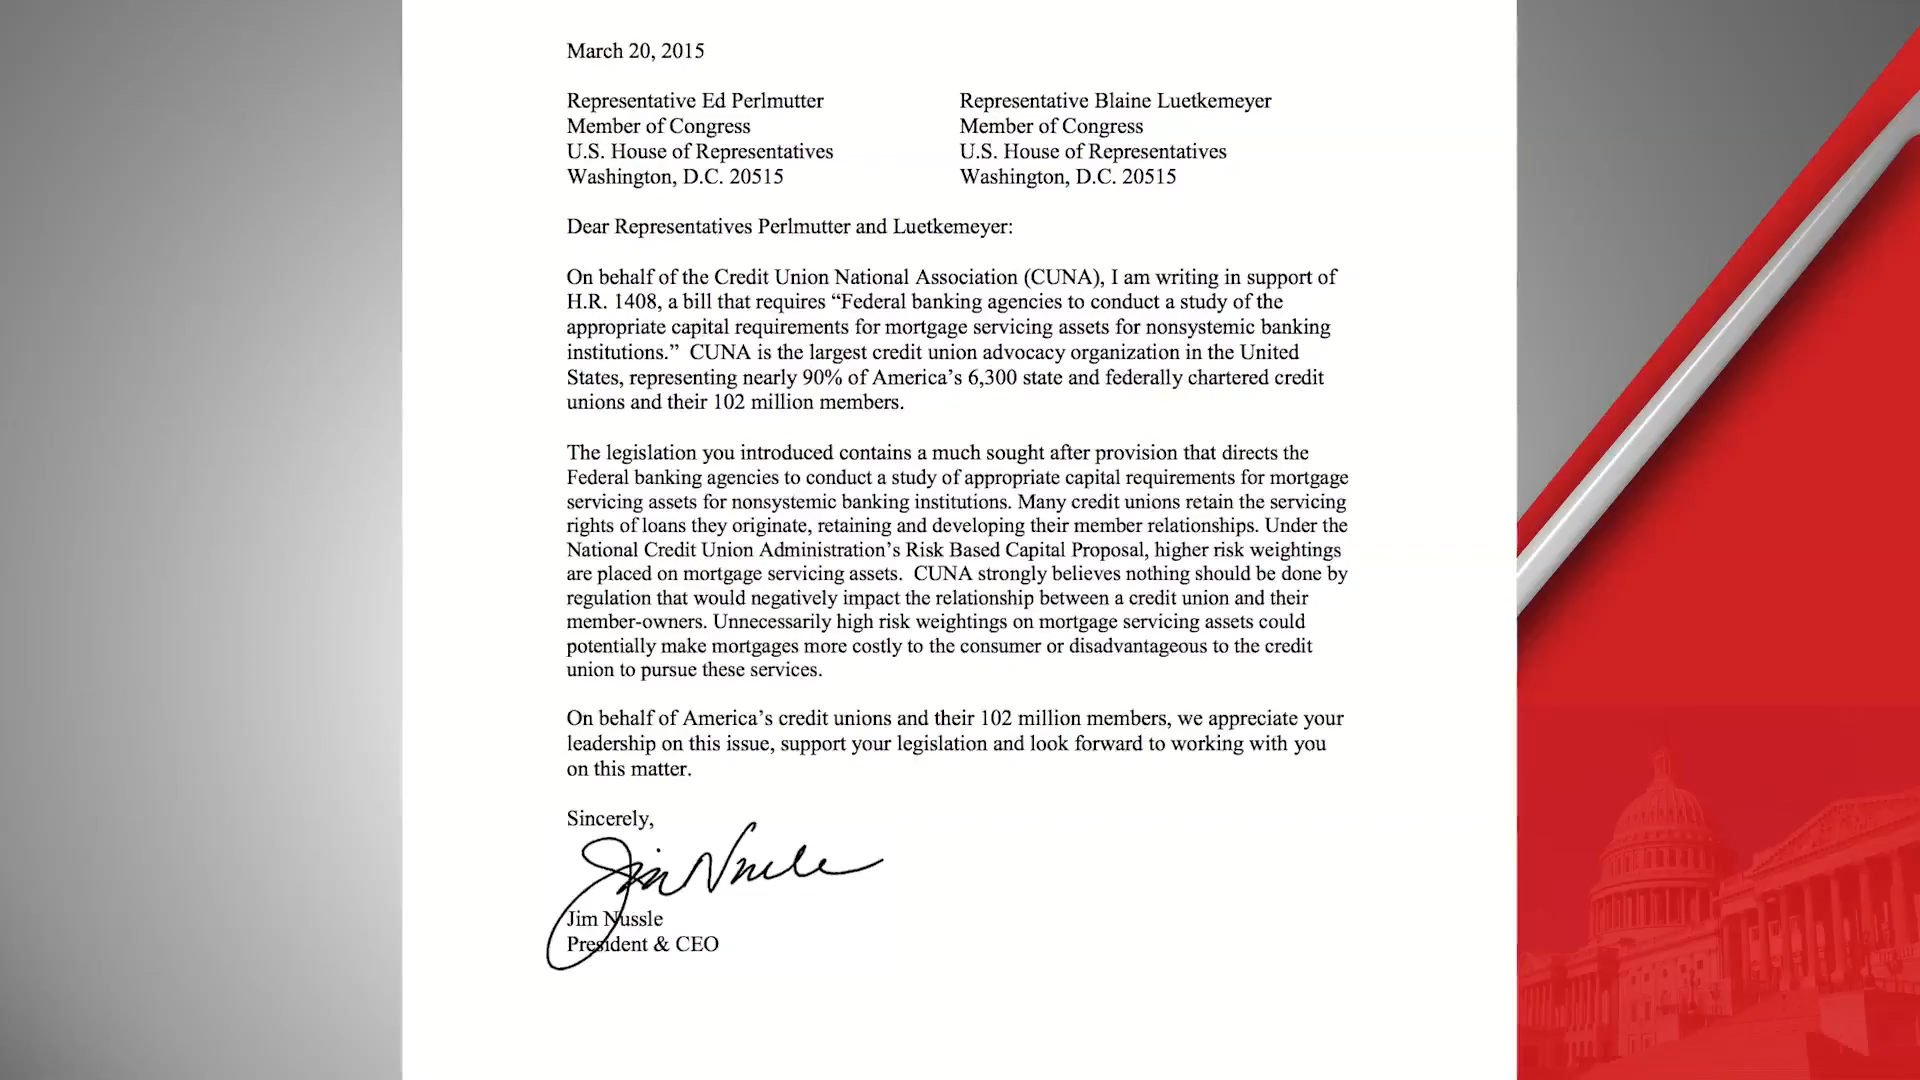 March 20, 2015
Representative Ed Perlmutter
Member of Congress
U.S. House of Representatives
Washington, D.C. 20515
Representative Blaine Luetkemeyer
Member of Congress
U.S. House of Representatives
Washington, D.C. 20515
Dear Representatives Perlmutter and Luetkemeyer:
On behalf of the Credit Union National Association (CUNA), I am writing in support of
H.R. 1408, a bill that requires “Federal banking agencies to conduct a study of the
appropriate capital requirements for mortgage servicing assets for nonsystemic banking
institutions.”  CUNA is the largest credit union advocacy organization in the United
States, representing nearly 90% of America’s 6,300 state and federally chartered credit
unions and their 102 million members.
The legislation you introduced contains a much sought after provision that directs the
Federal banking agencies to conduct a study of appropriate capital requirements for mortgage
servicing assets for nonsystemic banking institutions. Many credit unions retain the servicing
rights of loans they originate, retaining and developing their member relationships. Under the
National Credit Union Administration’s Risk Based Capital Proposal, higher risk weightings
are placed on mortgage servicing assets.  CUNA strongly believes nothing should be done by
regulation that would negatively impact the relationship between a credit union and their
member-owners. Unnecessarily high risk weightings on mortgage servicing assets could
potentially make mortgages more costly to the consumer or disadvantageous to the credit
union to pursue these services.
On behalf of America’s credit unions and their 102 million members, we appreciate your
leadership on this issue, support your legislation and look forward to working with you
on this matter.
Sincerely,
Jim Nussle
Jim Nussle
President & CEO